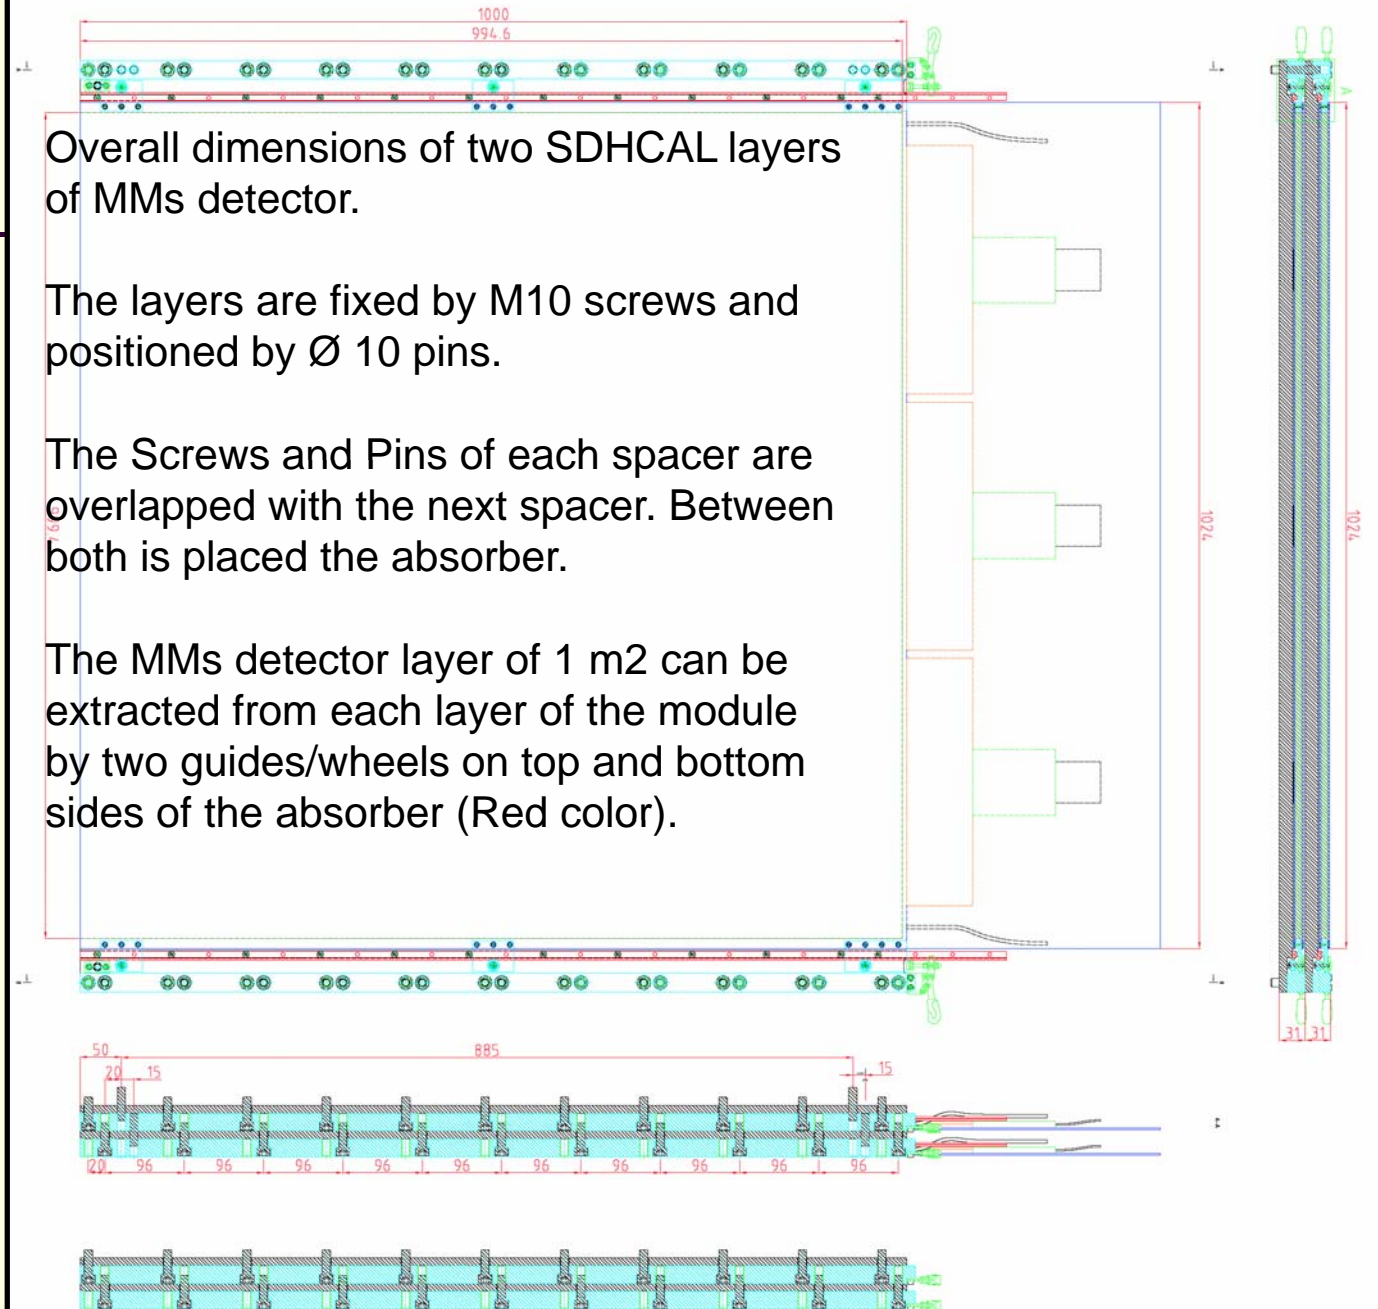 1000
994.6
Overall dimensions of two SDHCAL layers
of MMs detector.
The layers are fixed by M10 screws and
positioned by Ø 10 pins.
The Screws and Pins of each spacer are
overlapped with the next spacer. Between
both is placed the absorber.
The MMs detector layer of 1 m2 can be
extracted from each layer of the module
by two guides/wheels on top and bottom
sides of the absorber (Red color).
1024
1024
A
31 31
50 885
20 15 15
20 96 96 96 96 96 96 96 96 96 96